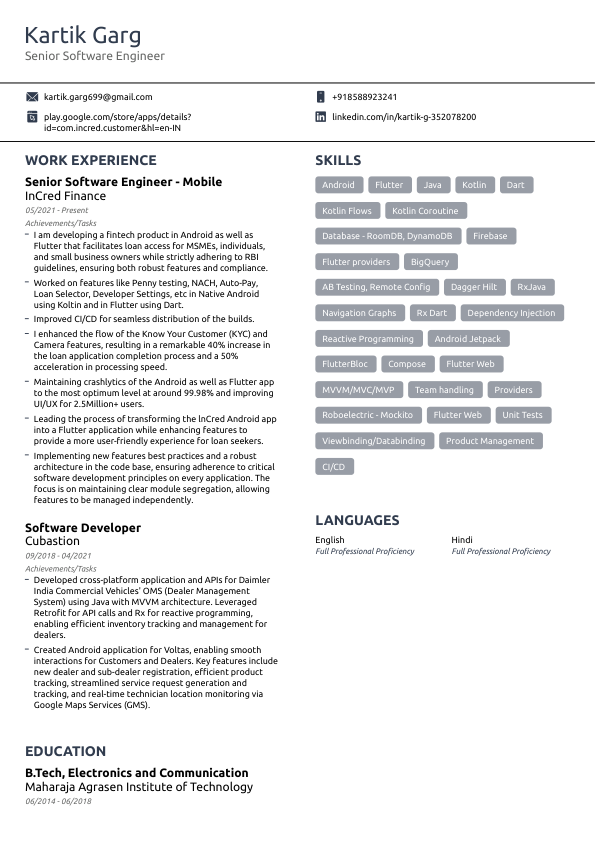 Kartik Garg
Senior Software Engineer
kartik.garg699@gmail.com
+918588923241
play.google.com/store/apps/details?
id=com.incred.customer&hl=en-IN
linkedin.com/in/kartik-g-352078200
WORK EXPERIENCE
Senior Software Engineer - Mobile
InCred Finance
05/2021 - Present
Achievements/Tasks
– I am developing a fintech product in Android as well as
Flutter that facilitates loan access for MSMEs, individuals,
and small business owners while strictly adhering to RBI
guidelines, ensuring both robust features and compliance.
– Worked on features like Penny testing, NACH, Auto-Pay,
Loan Selector, Developer Settings, etc in Native Android
using Koltin and in Flutter using Dart.
– Improved CI/CD for seamless distribution of the builds.
– I enhanced the flow of the Know Your Customer (KYC) and
Camera features, resulting in a remarkable 40% increase in
the loan application completion process and a 50%
acceleration in processing speed.
– Maintaining crashlytics of the Android as well as Flutter app
to the most optimum level at around 99.98% and improving
UI/UX for 2.5Million+ users.
– Leading the process of transforming the InCred Android app
into a Flutter application while enhancing features to
provide a more user-friendly experience for loan seekers.
– Implementing new features best practices and a robust
architecture in the code base, ensuring adherence to critical
software development principles on every application. The
focus is on maintaining clear module segregation, allowing
features to be managed independently.
Software Developer
Cubastion
09/2018 - 04/2021
Achievements/Tasks
– Developed cross-platform application and APIs for Daimler
India Commercial Vehicles' OMS (Dealer Management
System) using Java with MVVM architecture. Leveraged
Retrofit for API calls and Rx for reactive programming,
enabling efficient inventory tracking and management for
dealers.
– Created Android application for Voltas, enabling smooth
interactions for Customers and Dealers. Key features include
new dealer and sub-dealer registration, efficient product
tracking, streamlined service request generation and
tracking, and real-time technician location monitoring via
Google Maps Services (GMS).
EDUCATION
B.Tech, Electronics and Communication
Maharaja Agrasen Institute of Technology
06/2014 - 06/2018
SKILLS
Android Flutter Java Kotlin Dart
Kotlin Flows Kotlin Coroutine
Database - RoomDB, DynamoDB Firebase
Flutter providers BigQuery
AB Testing, Remote Config Dagger Hilt RxJava
Navigation Graphs Rx Dart Dependency Injection
Reactive Programming Android Jetpack
FlutterBloc Compose Flutter Web
MVVM/MVC/MVP Team handling Providers
Roboelectric - Mockito Flutter Web Unit Tests
Viewbinding/Databinding Product Management
CI/CD
LANGUAGES
English Hindi
Full Professional Proficiency Full Professional Proficiency